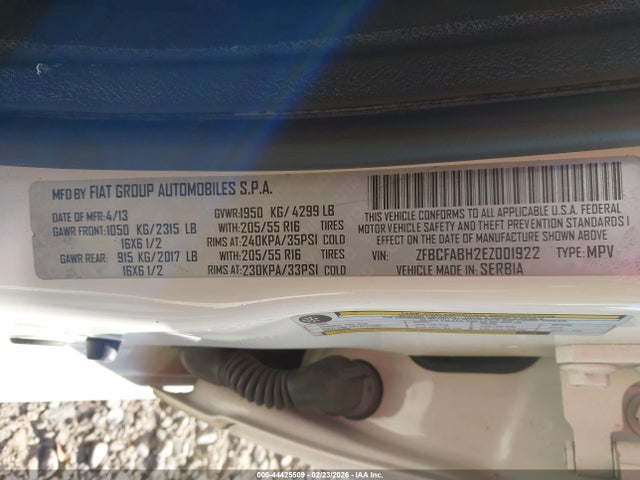 MFD BY FIAT GROUP AUTOMOBILES S.P.A.
DATE OF MFR: 4/13 GVWR: 1950 KG/ 4299 LB
GAWR FRONT: 1050 KG/2315 LB WITH= 205/55 R16 TIRES
16X6 1/2 RIMS AT: 240KPA/35PSI COLD
GAWR REAR: 915 KG/2017 LB WITH= 205/55 R16 TIRES
16X6 1/2 RIMS AT: 230KPA/33PSI COLD
THIS VEHICLE CONFORMS TO ALL APPLICABLE U.S.A. FEDERAL
MOTOR VEHICLE SAFETY AND THEFT PREVENTION STANDARDS I
EFFECT ON THE DATE OF MANUFACTURE SHOWN ABOVE.
VIN: ZFBCFABH2EZ001922 TYPE: MPV
VEHICLE MADE IN: SERBIA
000-44425509 - 02/23/2026 - IAAI.COM